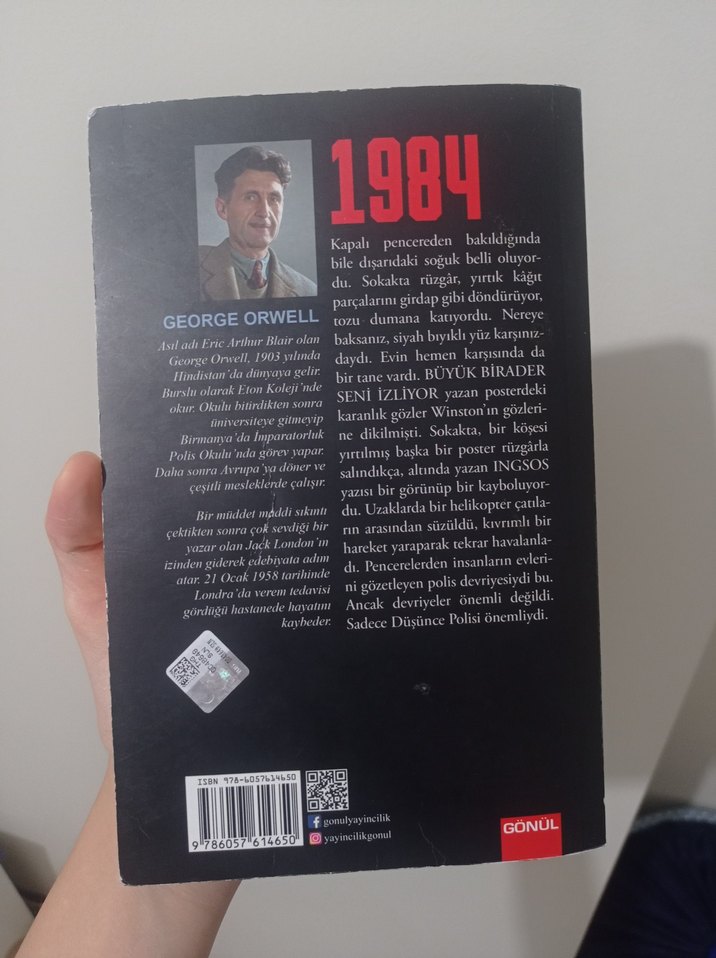 1984
Kapalı pencereden bakıldığında
bile dışarıdaki soğuk belli oluyor-
du. Sokakta rüzgâr, yırtık kâğıt
parçalarını girdap gibi döndürüyor,
tozu dumana katıyordu. Nereye
baksanız, siyah bıyıklı yüz karşınız-
daydı. Evin hemen karşısında da
bir tane vardı. BÜYÜK BİRADER
SENİ İZLİYOR yazan posterdeki
karanlık gözler Winston'ın gözleri-
ne dikilmişti. Sokakta, bir köşesi
yırtılmış başka bir poster rüzgârla
salındıkça, altında yazan INGSOS
yazısı bir görünüp bir kayboluyor-
du. Uzaklarda bir helikopter çatıla-
rın arasından süzüldü, kıvrımlı bir
hareket yaraparak tekrar havalana-
dı. Pencerelerden insanların evleri-
ni gözetleyen polis devriyesiydi bu.
Ancak devriyeler önemli değildi.
Sadece Düşünce Polisi önemliydi.
GEORGE ORWELL
Asıl adı Eric Arthur Blair olan
George Orwell, 1903 yılında
Hindistan'da dünyaya gelir.
Burslu olarak Eton Koleji'nde
okur. Okulu bitirdikten sonra
üniversiteye gitmeyip
Birmanya'da İmparatorluk
Polis Okulu'nda görev yapar.
Daha sonra Avrupa'ya döner ve
çeşitli mesleklerde çalışır.
Bir müddet maddi sıkıntı
çektikten sonra çok sevdiği bir
yazar olan Jack London'ın
izinden giderek edebiyata adım
atar. 21 Ocak 1958 tarihinde
Londra'da verem tedavisi
gördüğü hastanede hayatını
kaybeder.
ISBN 978-6057614650
9 786057 614650
gonulyayincilik
yayincilikgonul
GÖNÜL